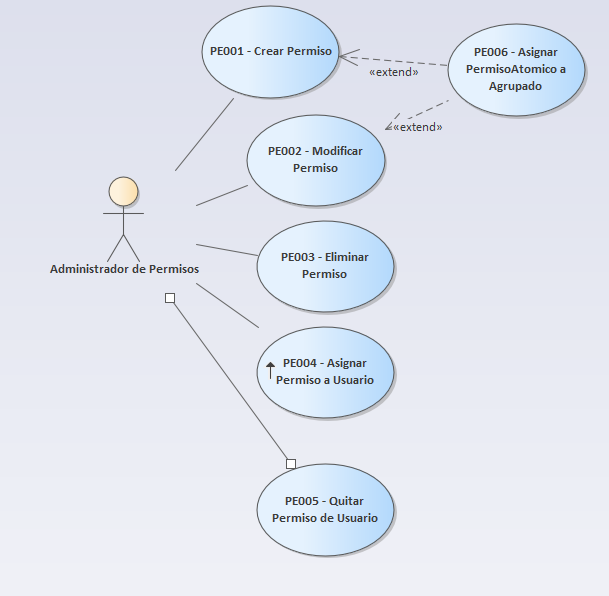 PE001 - Crear Permiso
PE006 - Asignar
PermisoAtomico a
Agrupado
«extend»
«extend»
PE002 - Modificar
Permiso
PE003 - Eliminar
Permiso
Administrador de Permisos
PE004 - Asignar
Permiso a Usuario
PE005 - Quitar
Permiso de Usuario